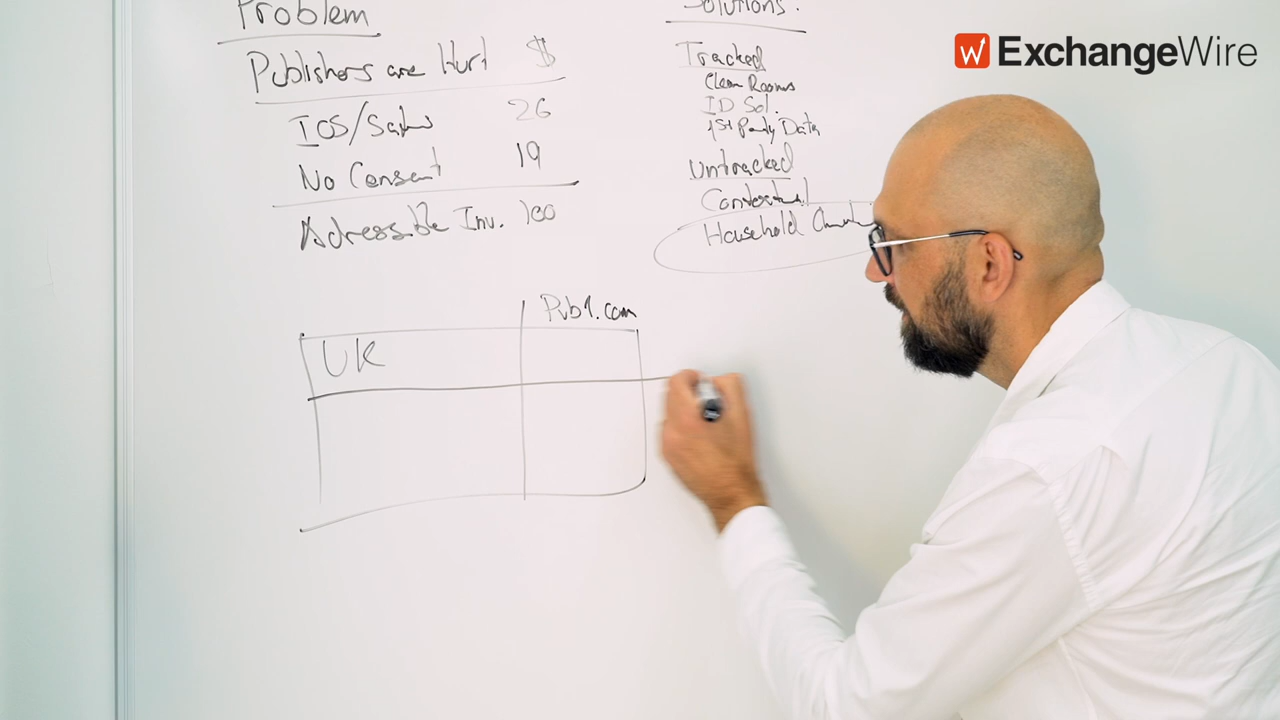 Problem
Publishers are Hurt $
IOS/Safari 26
No Consent 19
Adressible Inv. 100
Solutions:
Tracked
Clean Rooms
ID Sol.
1st Party Data
Untracked
Contextual
Household
Pub1.com
UK
ExchangeWire